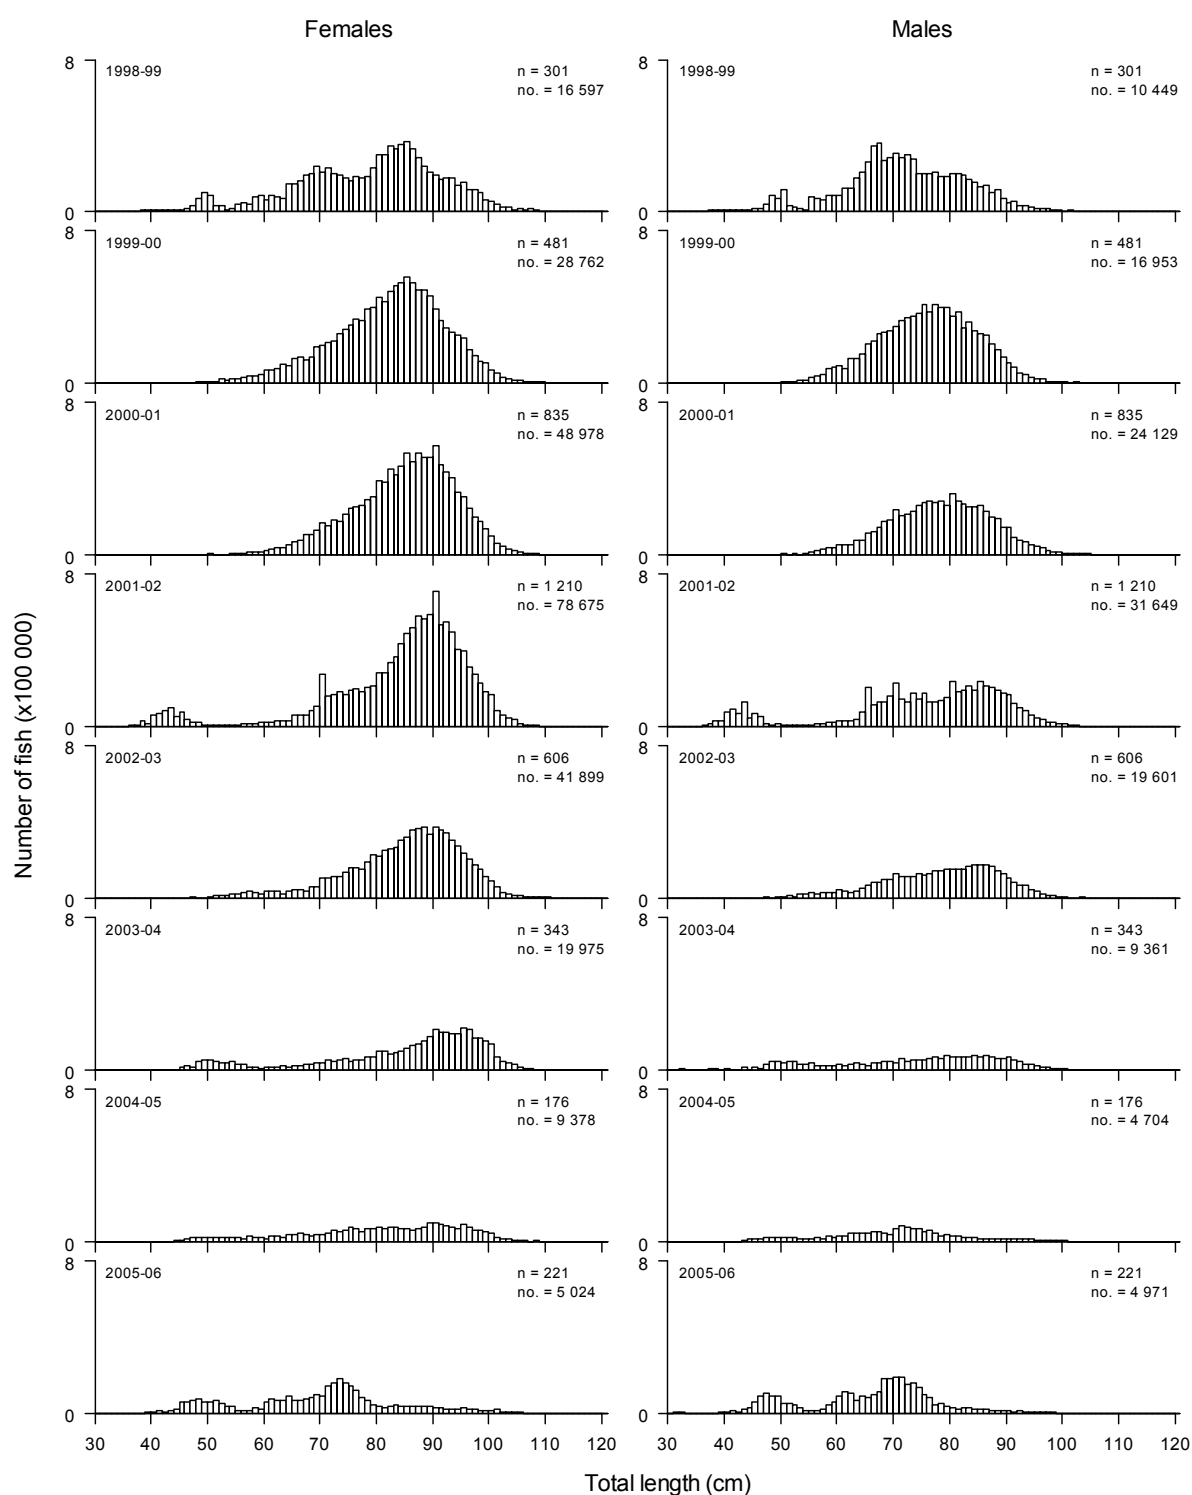 Females Males
8 1998-99 n = 301 8 1998-99 n = 301
no. = 16 597 no. = 10 449
0 0
8 1999-00 n = 481 8 1999-00 n = 481
no. = 28 762 no. = 16 953
0 0
8 2000-01 n = 835 8 2000-01 n = 835
no. = 48 978 no. = 24 129
0 0
8 2001-02 n = 1 210 8 2001-02 n = 1 210
no. = 78 675 no. = 31 649
0 0
8 2002-03 n = 606 8 2002-03 n = 606
no. = 41 899 no. = 19 601
0 0
8 2003-04 n = 343 8 2003-04 n = 343
no. = 19 975 no. = 9 361
0 0
8 2004-05 n = 176 8 2004-05 n = 176
no. = 9 378 no. = 4 704
0 0
8 2005-06 n = 221 8 2005-06 n = 221
no. = 5 024 no. = 4 971
0 0
30 40 50 60 70 80 90 100 110 120 30 40 50 60 70 80 90 100 110 120
Number of fish (x100 000)
Total length (cm)